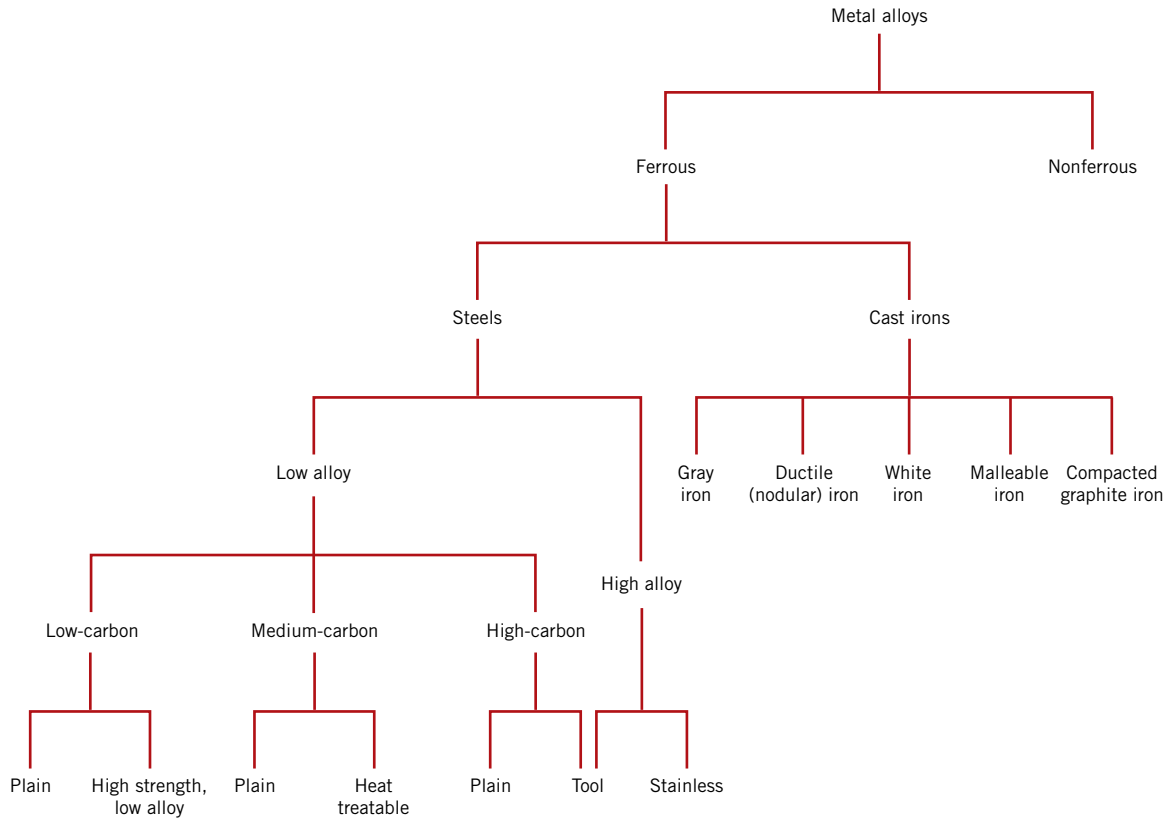 Metal alloys
Ferrous
Nonferrous
Steels
Cast irons
Low alloy
Gray
iron
Ductile
(nodular) iron
White
iron
Malleable
iron
Compacted
graphite iron
High alloy
Low-carbon
Medium-carbon
High-carbon
Plain
High strength,
low alloy
Plain
Heat
treatable
Plain
Tool
Stainless